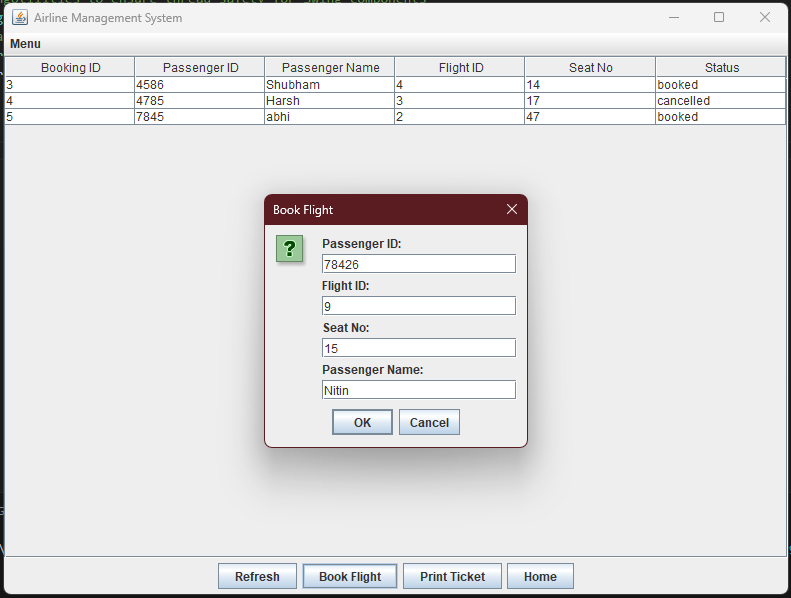 Airline Management System
Menu
Booking ID Passenger ID Passenger Name Flight ID Seat No Status
3 4586 Shubham 4 14 booked
4 4785 Harsh 3 17 cancelled
5 7845 abhi 2 47 booked
Book Flight
?
Passenger ID:
78426
Flight ID:
9
Seat No:
15
Passenger Name:
Nitin
OK Cancel
Refresh Book Flight Print Ticket Home